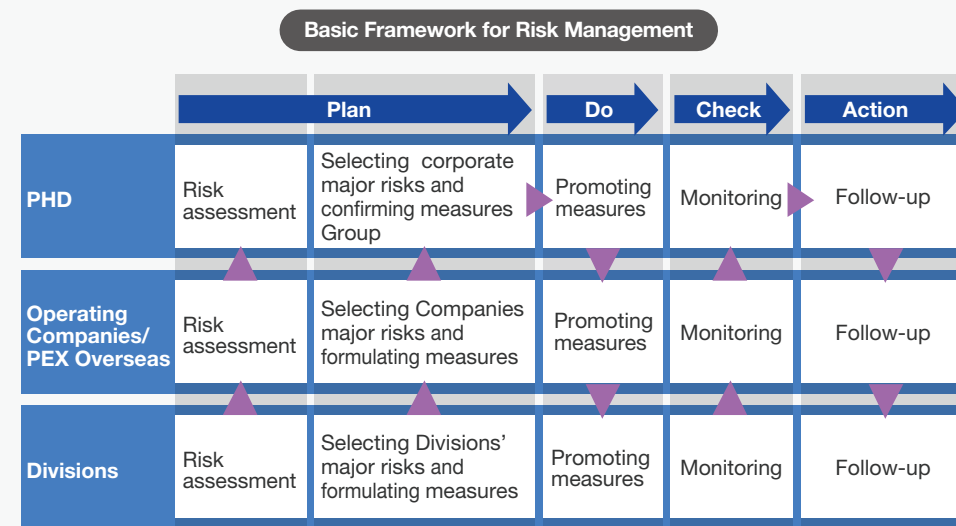 Basic Framework for Risk Management
Plan
Do
Check
Action
PHD
Risk
assessment
Selecting corporate
major risks and
confirming measures
Group
Promoting
measures
Monitoring
Follow-up
Operating
Companies/
PEX Overseas
Risk
assessment
Selecting Companies
major risks and
formulating measures
Promoting
measures
Monitoring
Follow-up
Divisions
Risk
assessment
Selecting Divisions’
major risks and
formulating measures
Promoting
measures
Monitoring
Follow-up